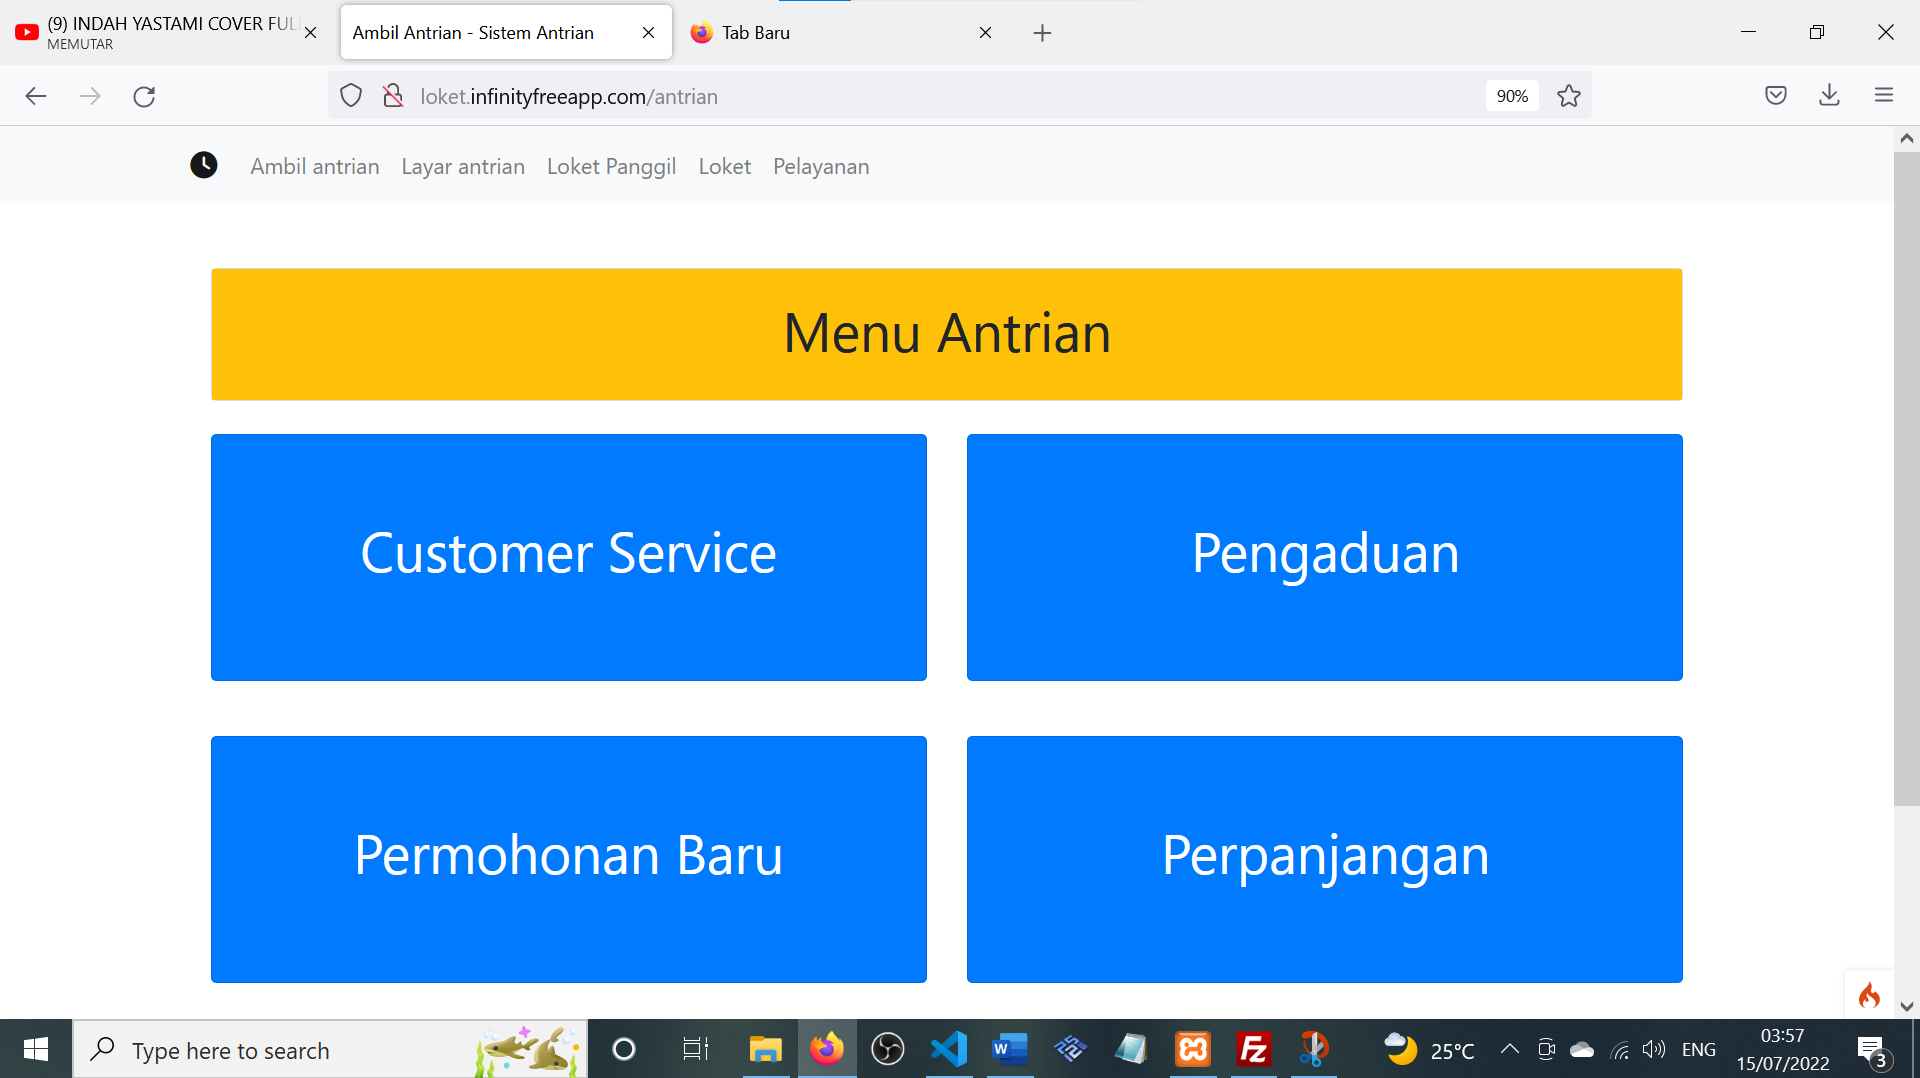 (9) INDAH YASTAMI COVER FUL
MEMUTAR
Ambil Antrian - Sistem Antrian
Tab Baru
loket.infinityfreeapp.com/antrian
90%
Ambil antrian
Layar antrian
Loket Panggil
Loket
Pelayanan
Menu Antrian
Customer Service
Pengaduan
Permohonan Baru
Perpanjangan
Type here to search
25°C
ENG
03:57
15/07/2022
3